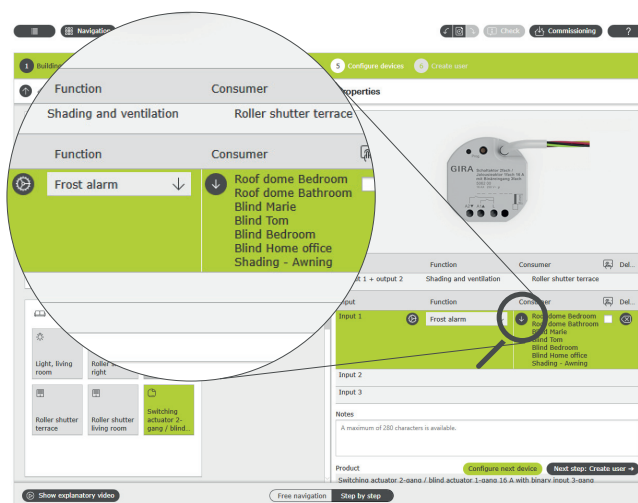 Navigation
Check
Commissioning
?
1 Building
5 Configure devices
6 Create user
Properties
Function Consumer
Shading and ventilation Roller shutter terrace
Function Consumer
Frost alarm
Roof dome Bedroom
Roof dome Bathroom
Blind Marie
Blind Tom
Blind Bedroom
Blind Home office
Shading - Awning
GIRA
Function Consumer Del...
1 + output 2 Shading and ventilation Roller shutter terrace
Input Function Consumer Del...
Input 1 Frost alarm
Roof dome Bedroom
Roof dome Bathroom
Blind Marie
Blind Tom
Blind Bedroom
Blind Home office
Shading - Awning
Input 2
Input 3
Light, living
room
Roller
right
Roller shutter
terrace
Roller shutter
living room
Switching
actuator 2-
gang / blind...
Notes
A maximum of 280 characters is available.
Product
Configure next device
Next step: Create user
Switching actuator 2-gang / blind actuator 1-gang 16 A with binary input 3-gang
Show explanatory video
Free navigation
Step by step